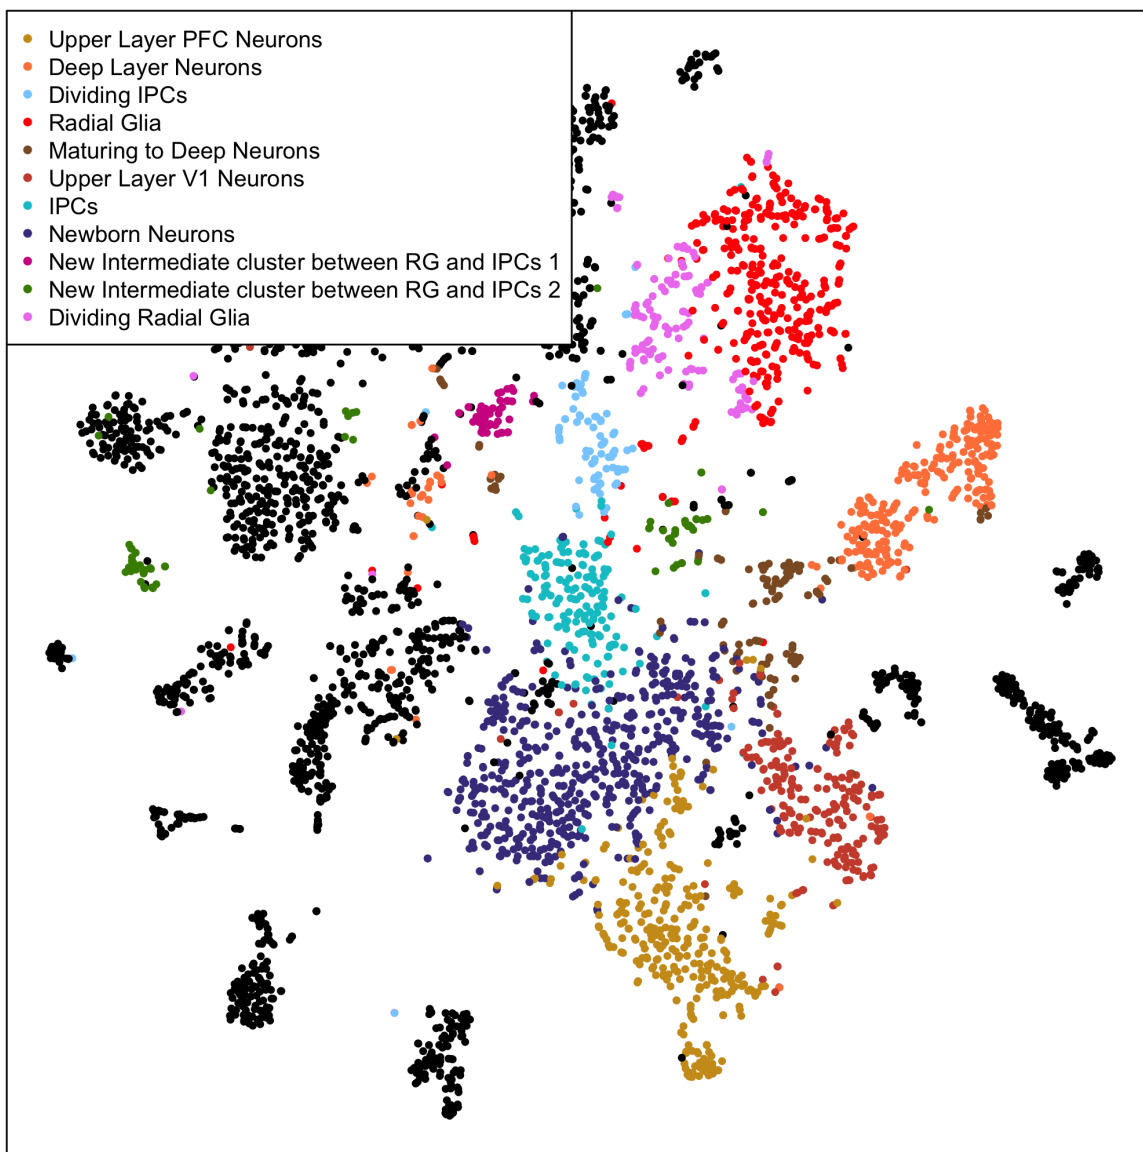 Upper Layer PFC Neurons
Deep Layer Neurons
Dividing IPCs
Radial Glia
Maturing to Deep Neurons
Upper Layer V1 Neurons
IPCs
Newborn Neurons
New Intermediate cluster between RG and IPCs 1
New Intermediate cluster between RG and IPCs 2
Dividing Radial Glia